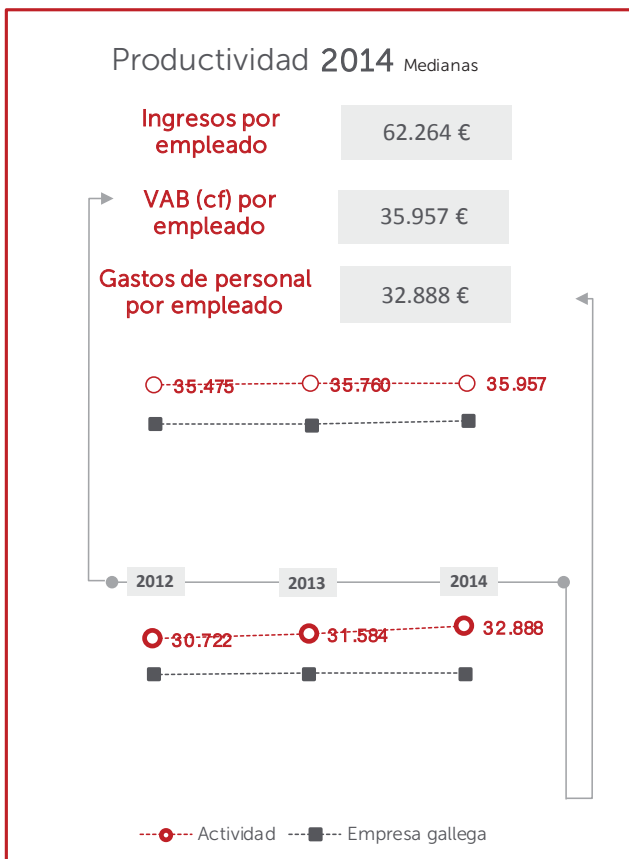 Productividad 2014 Medianas
Ingresos por
empleado
62.264 €
VAB (cf) por
empleado
35.957 €
Gastos de personal
por empleado
32.888 €
35.475
35.760
35.957
2012
2013
2014
30.722
31.584
32.888
Actividad
Empresa gallega